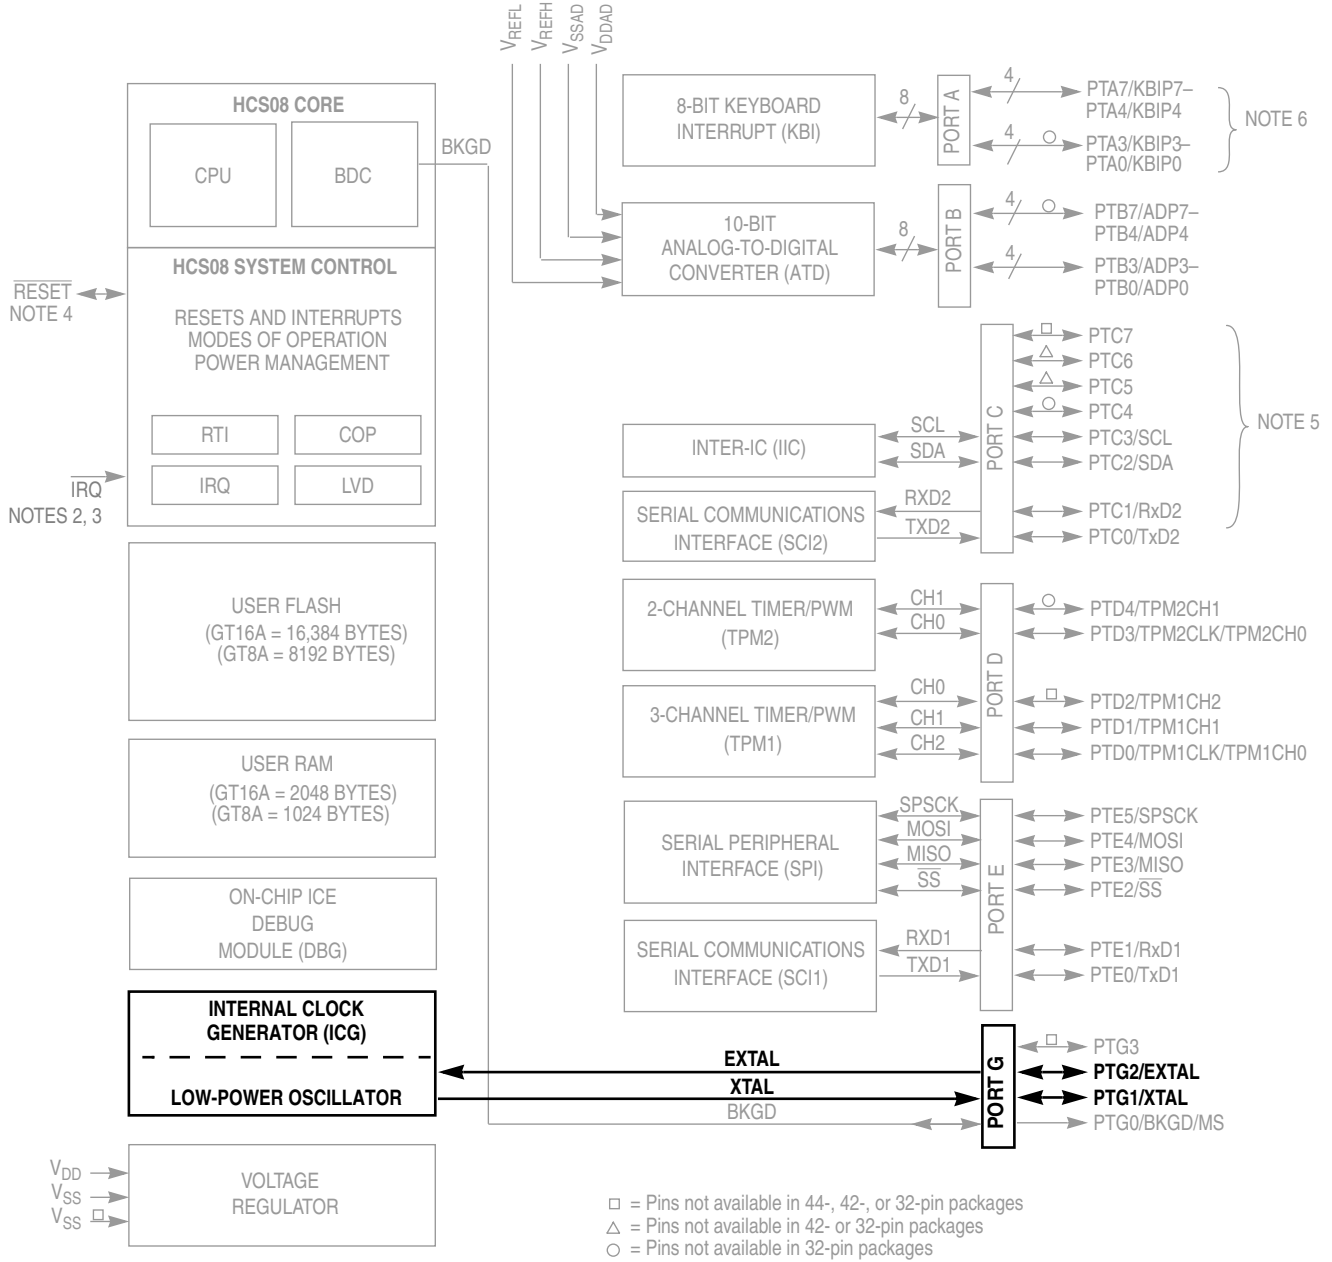 VREFL
VREFH
VSSAD
VDDAD
HCS08 CORE
CPU
BDC
BKGD
HCS08 SYSTEM CONTROL
RESETS AND INTERRUPTS
MODES OF OPERATION
POWER MANAGEMENT
RTI
COP
IRQ
LVD
RESET
NOTE 4
IRQ
NOTES 2, 3
USER FLASH
(GT16A = 16,384 BYTES)
(GT8A = 8192 BYTES)
USER RAM
(GT16A = 2048 BYTES)
(GT8A = 1024 BYTES)
ON-CHIP ICE
DEBUG
MODULE (DBG)
INTERNAL CLOCK
GENERATOR (ICG)
LOW-POWER OSCILLATOR
VDD
VSS
VSS
VOLTAGE
REGULATOR
8-BIT KEYBOARD
INTERRUPT (KBI)
8
PORT A
4
PTA7/KBIP7–
PTA4/KBIP4
4
PTA3/KBIP3–
PTA0/KBIP0
NOTE 6
10-BIT
ANALOG-TO-DIGITAL
CONVERTER (ATD)
8
PORT B
4
PTB7/ADP7–
PTB4/ADP4
4
PTB3/ADP3–
PTB0/ADP0
INTER-IC (IIC)
SCL
SDA
SERIAL COMMUNICATIONS
INTERFACE (SCI2)
RXD2
TXD2
PORT C
PTC7
PTC6
PTC5
PTC4
PTC3/SCL
PTC2/SDA
PTC1/RxD2
PTC0/TxD2
NOTE 5
2-CHANNEL TIMER/PWM
(TPM2)
CH1
CH0
3-CHANNEL TIMER/PWM
(TPM1)
CH0
CH1
CH2
PORT D
PTD4/TPM2CH1
PTD3/TPM2CLK/TPM2CH0
PTD2/TPM1CH2
PTD1/TPM1CH1
PTD0/TPM1CLK/TPM1CH0
SERIAL PERIPHERAL
INTERFACE (SPI)
SPSCK
MOSI
MISO
SS
SERIAL COMMUNICATIONS
INTERFACE (SCI1)
RXD1
TXD1
PORT E
PTE5/SPSCK
PTE4/MOSI
PTE3/MISO
PTE2/SS
PTE1/RxD1
PTE0/TxD1
EXTAL
XTAL
BKGD
PORT G
PTG3
PTG2/EXTAL
PTG1/XTAL
PTG0/BKGD/MS
= Pins not available in 44-, 42-, or 32-pin packages
= Pins not available in 42- or 32-pin packages
= Pins not available in 32-pin packages